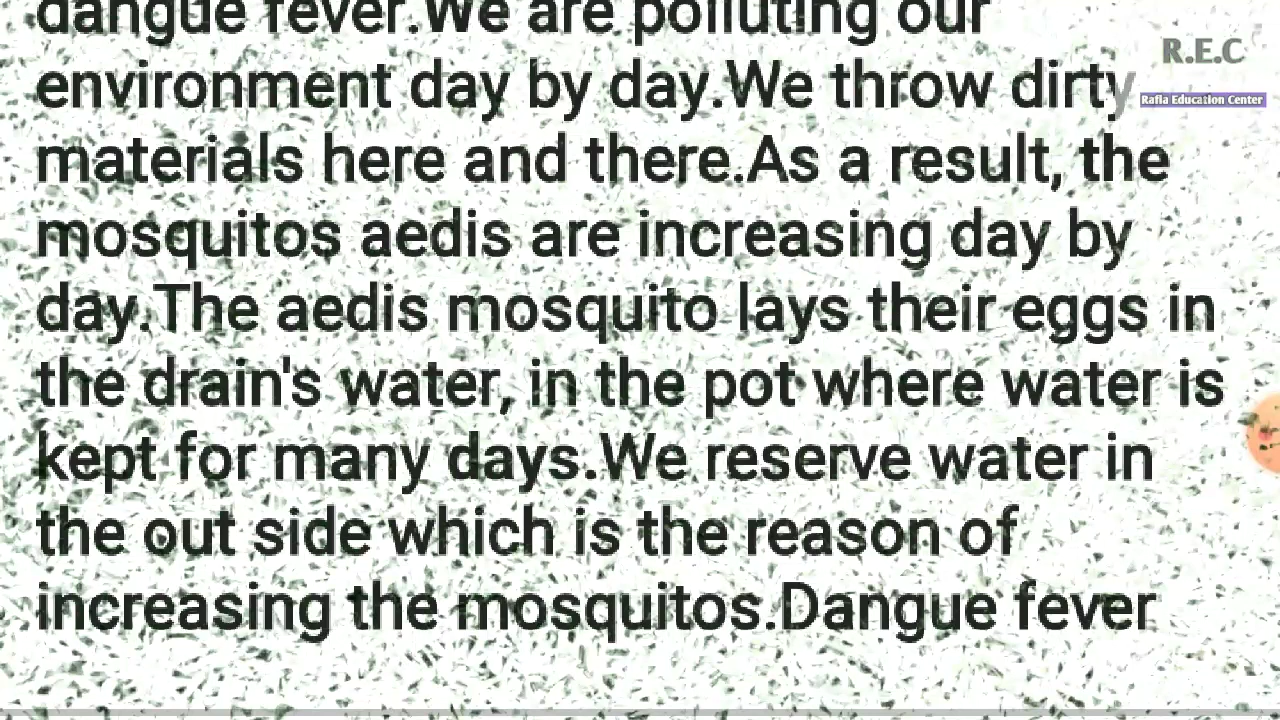 dangue fever.We are polluting our
R.E.C
environment day by day.We throw dirty
Rafia Education Center
materials here and there.As a result, the
mosquitos aedis are increasing day by
day.The aedis mosquito lays their eggs in
the drain's water, in the pot where water is
kept for many days.We reserve water in
the out side which is the reason of
increasing the mosquitos.Dangue fever